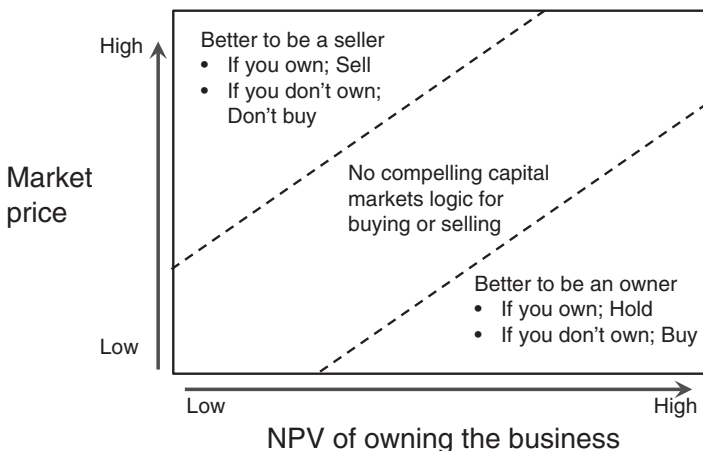 High
Market
price
Low
Better to be a seller
• If you own; Sell
• If you don't own;
Don't buy
No compelling capital
markets logic for
buying or selling
Better to be an owner
• If you own; Hold
• If you don't own; Buy
Low
High
NPV of owning the business